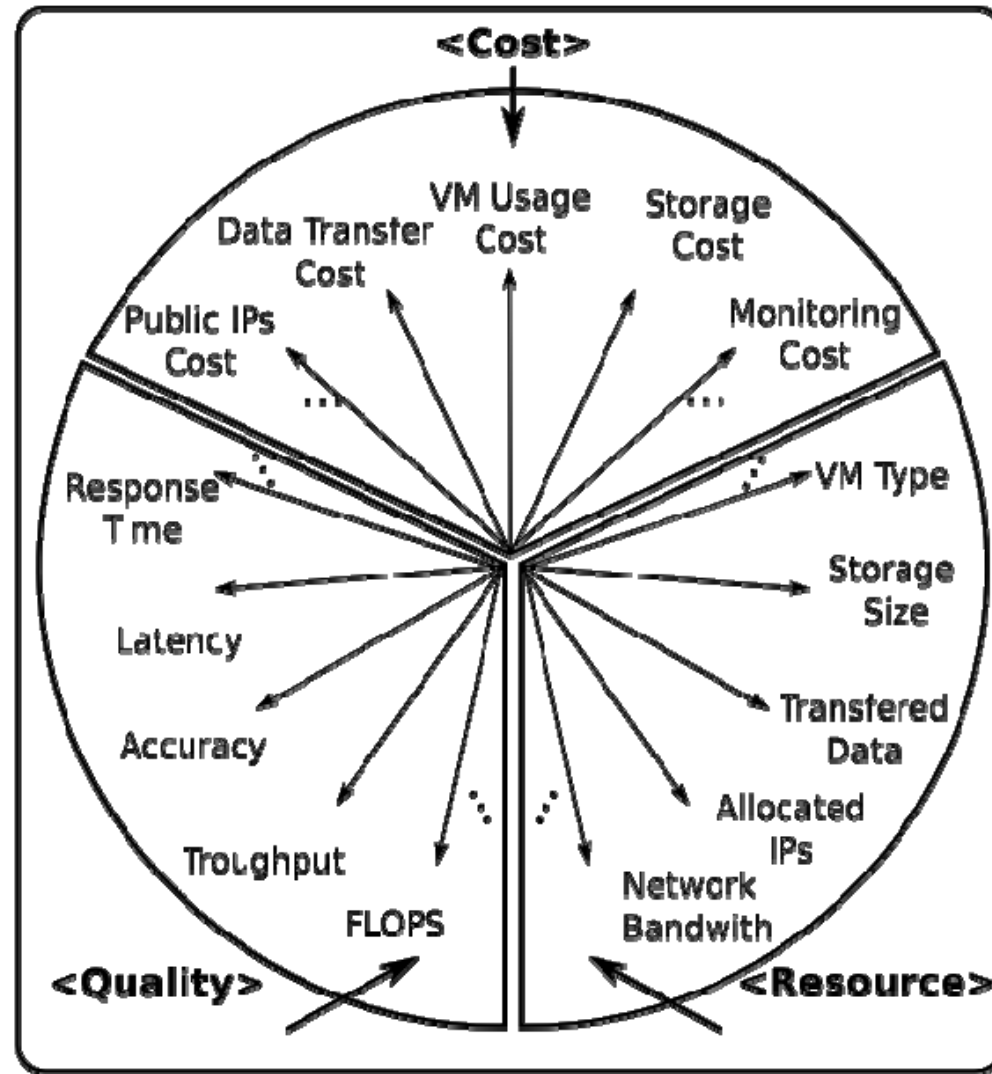 <Cost>
VM Usage
Cost
Storage
Cost
Data Transfer
Cost
Public IPs
Cost
Monitoring
Cost
...
...
Response
Time
VM Type
Latency
Storage
Size
Accuracy
Transfered
Data
Troughput
Allocated
IPs
FLOPS
Network
Bandwith
<Quality>
<Resource>